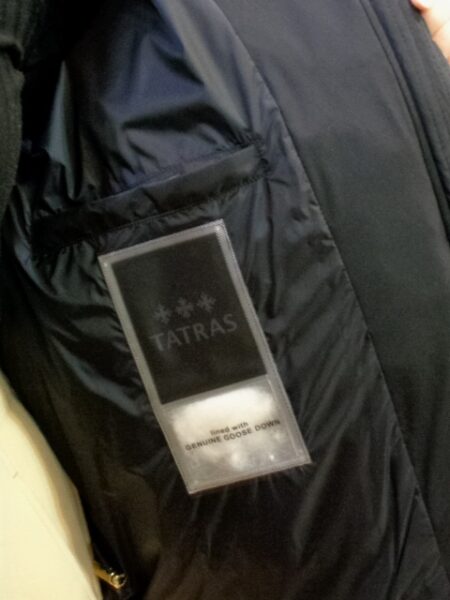 TATRAS
lined with
GENUINE GOOSE DOWN